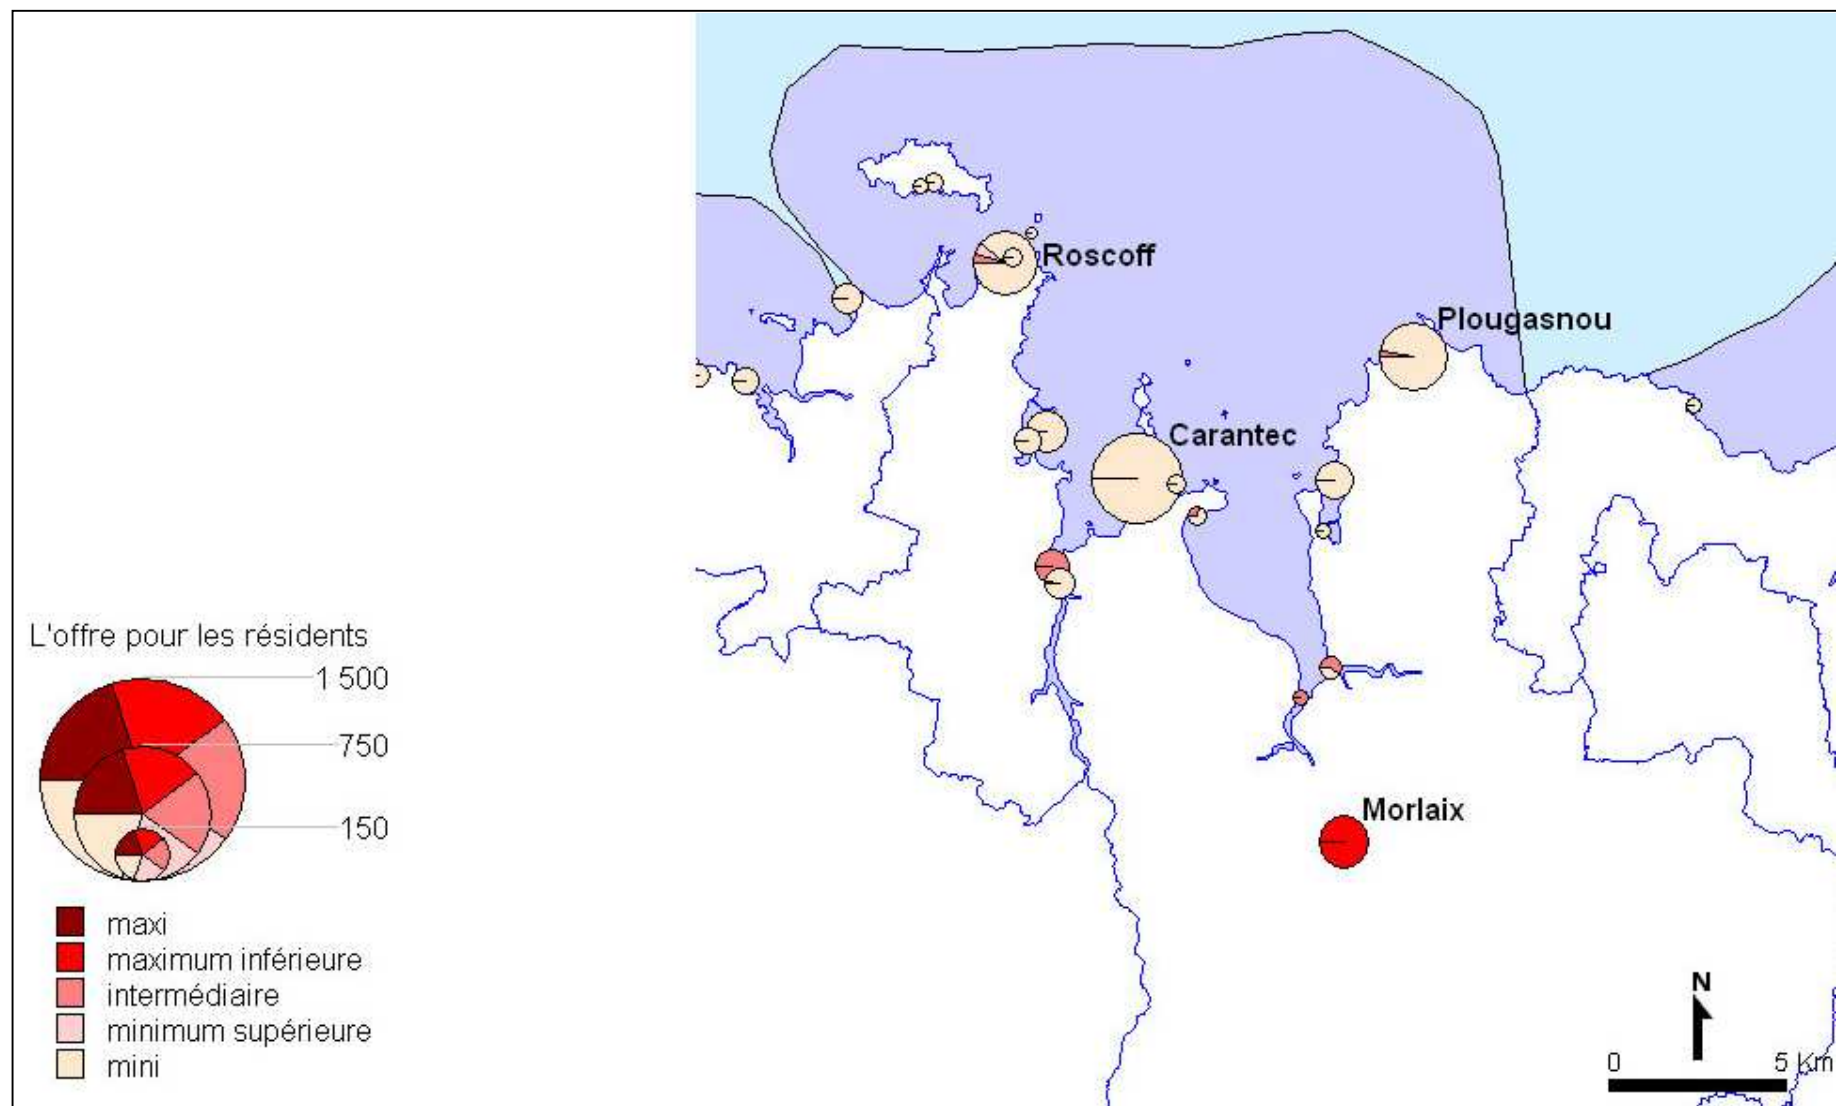 Roscoff
Plougasnou
Carantec
Morlaix
L'offre pour les résidents
1 500
750
150
maxi
maximum inférieure
intermédiaire
minimum supérieure
mini
N
0 5 Km